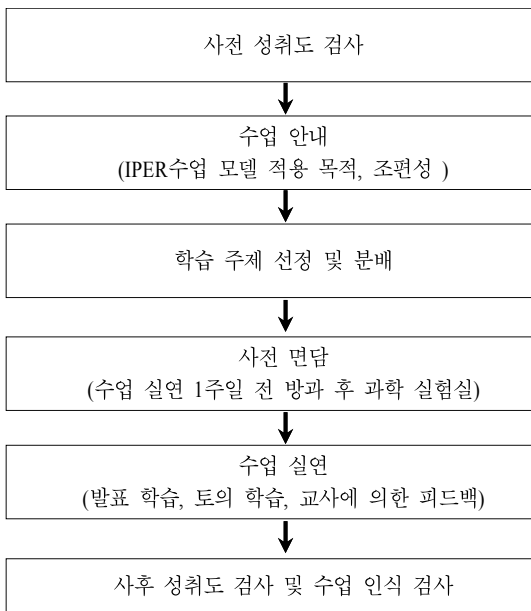 사전 성취도 검사
수업 안내
(IPER수업 모델 적용 목적, 조편성 )
학습 주제 선정 및 분배
사전 면담
(수업 실연 1주일 전 방과 후 과학 실험실)
수업 실연
(발표 학습, 토의 학습, 교사에 의한 피드백)
사후 성취도 검사 및 수업 인식 검사